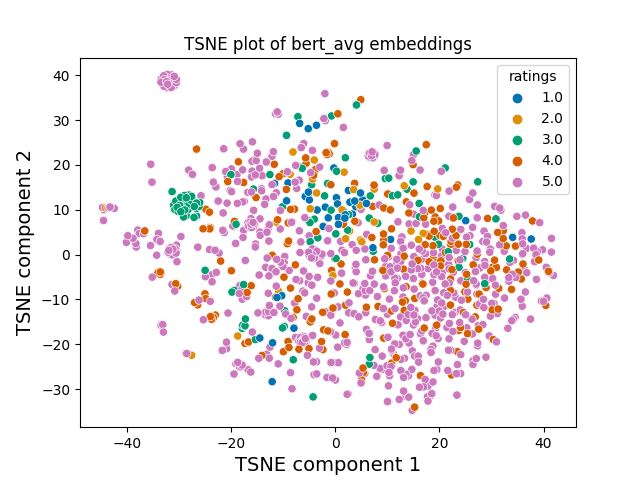 TSNE plot of bert_avg embeddings
ratings
1.0
2.0
3.0
4.0
5.0
40
30
20
10
0
−10
−20
−30
TSNE component 2
−40 −20 0 20 40
TSNE component 1